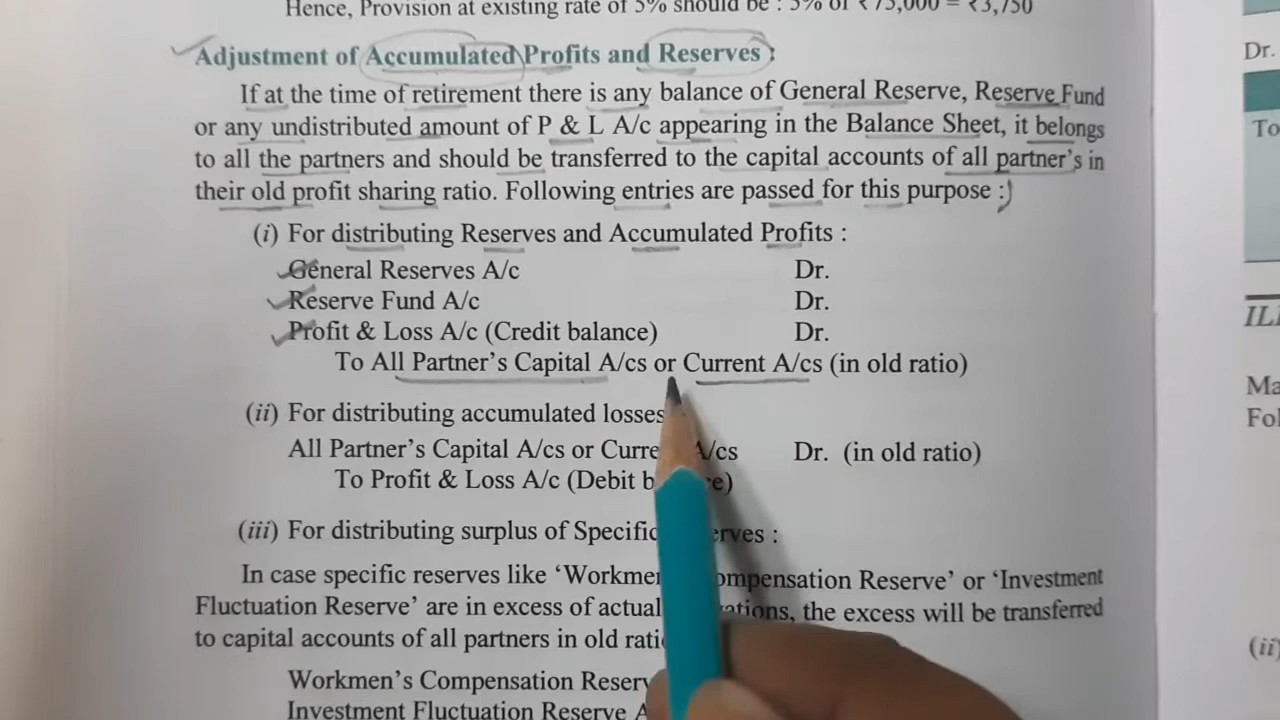 Hence, Provision at existing rate of 5% should be : 5% of ₹75,000 = ₹3,750
Adjustment of Accumulated Profits and Reserves :
If at the time of retirement there is any balance of General Reserve, Reserve Fund
or any undistributed amount of P & L A/c appearing in the Balance Sheet, it belongs
to all the partners and should be transferred to the capital accounts of all partner's in
their old profit sharing ratio. Following entries are passed for this purpose :
(i) For distributing Reserves and Accumulated Profits :
General Reserves A/c Dr.
Reserve Fund A/c Dr.
Profit & Loss A/c (Credit balance) Dr.
To All Partner's Capital A/cs or Current A/cs (in old ratio)
(ii) For distributing accumulated losses
All Partner's Capital A/cs or Curre A/cs Dr. (in old ratio)
To Profit & Loss A/c (Debit b e)
(iii) For distributing surplus of Specific erves :
In case specific reserves like 'Workmen ompensation Reserve' or 'Investment
Fluctuation Reserve' are in excess of actual ations, the excess will be transferred
to capital accounts of all partners in old rati
Workmen's Compensation Reserv
Investment Fluctuation Reserve A
Dr.
To
ILL
Ma
Fol
(ii)